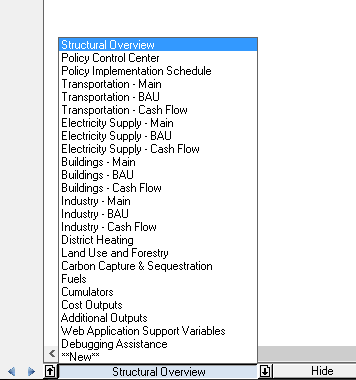 Structural Overview
Policy Control Center
Policy Implementation Schedule
Transportation - Main
Transportation - BAU
Transportation - Cash Flow
Electricity Supply - Main
Electricity Supply - BAU
Electricity Supply - Cash Flow
Buildings - Main
Buildings - BAU
Buildings - Cash Flow
Industry - Main
Industry - BAU
Industry - Cash Flow
District Heating
Land Use and Forestry
Carbon Capture & Sequestration
Fuels
Cumulators
Cost Outputs
Additional Outputs
Web Application Support Variables
Debugging Assistance
**New**
Structural Overview
Hide